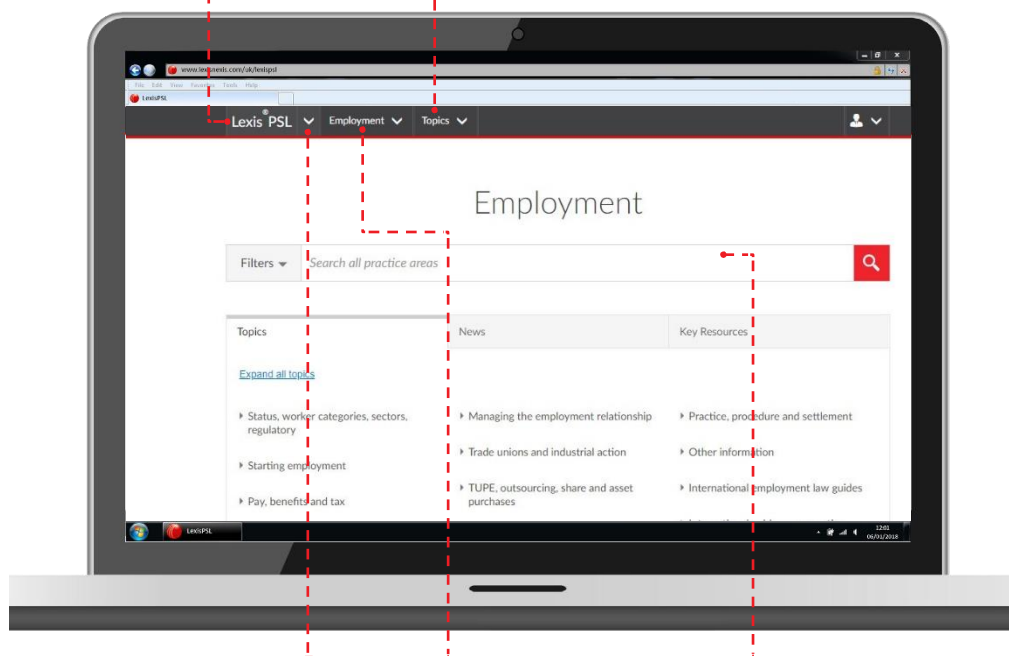 www.lexisnexis.com/uk/lexispsl
File Edit View Favorites Tools Help
LexisPSL
Lexis® PSL Employment Topics
Employment
Filters Search all practice areas
Topics News Key Resources
Expand all topics
Status, worker categories, sectors,
regulatory
Starting employment
Pay, benefits and tax
Managing the employment relationship
Trade unions and industrial action
TUPE, outsourcing, share and asset
purchases
Practice, procedure and settlement
Other information
International employment law guides
LexisPSL
12:01
06/01/2018